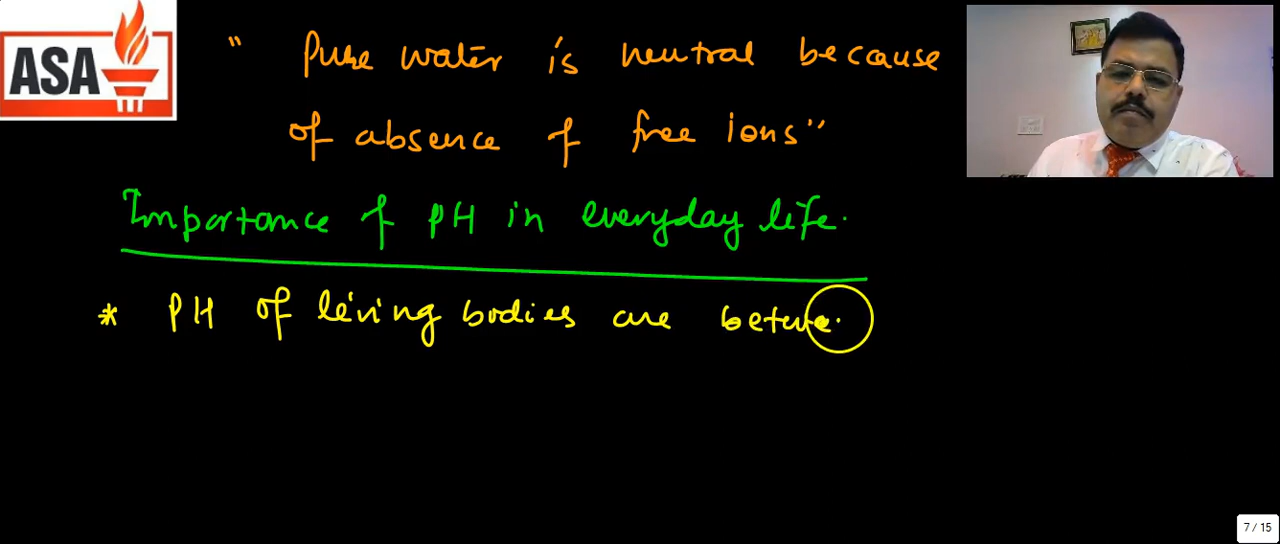 ASA
" Pure water is neutral because
of absence of free ions"
Importance of PH in everyday life.
* PH of living bodies are betwe.
7 / 15